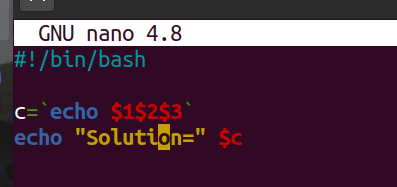 GNU nano 4.8
#!/bin/bash
c=`echo $1$2$3`
echo "Solution=" $c